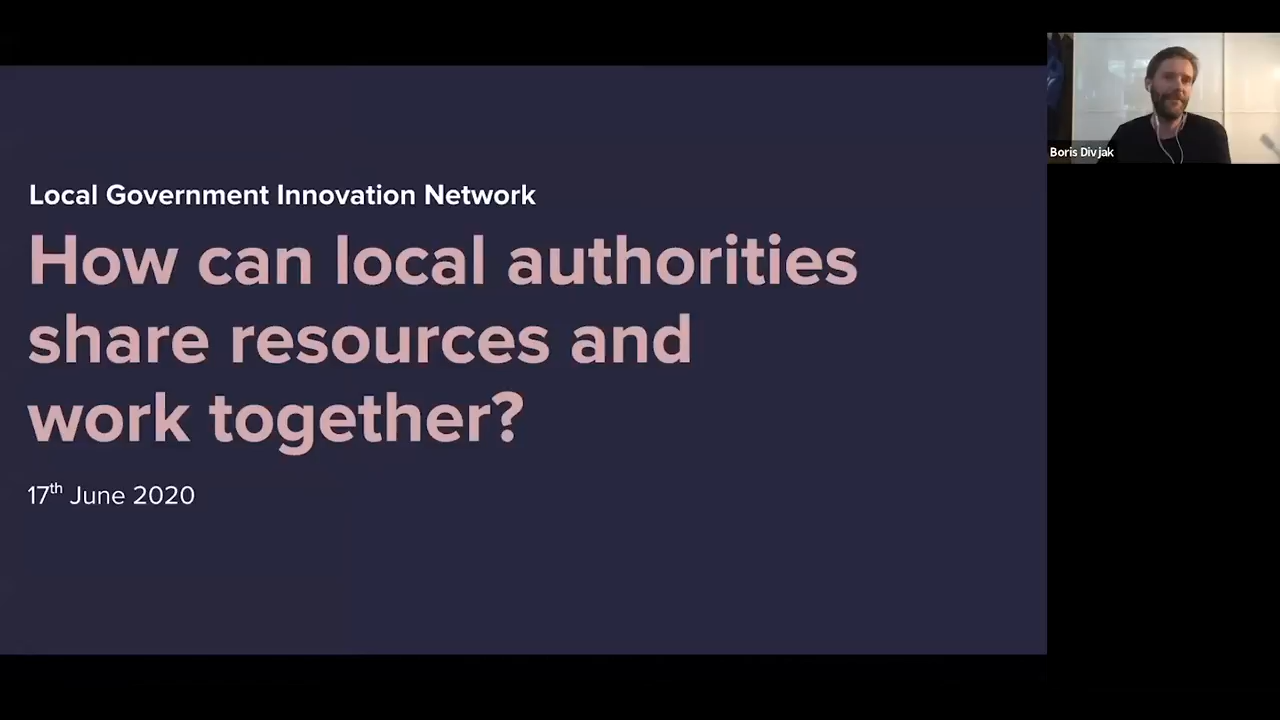 Local Government Innovation Network
How can local authorities
share resources and
work together?
17th June 2020
Boris Divjak